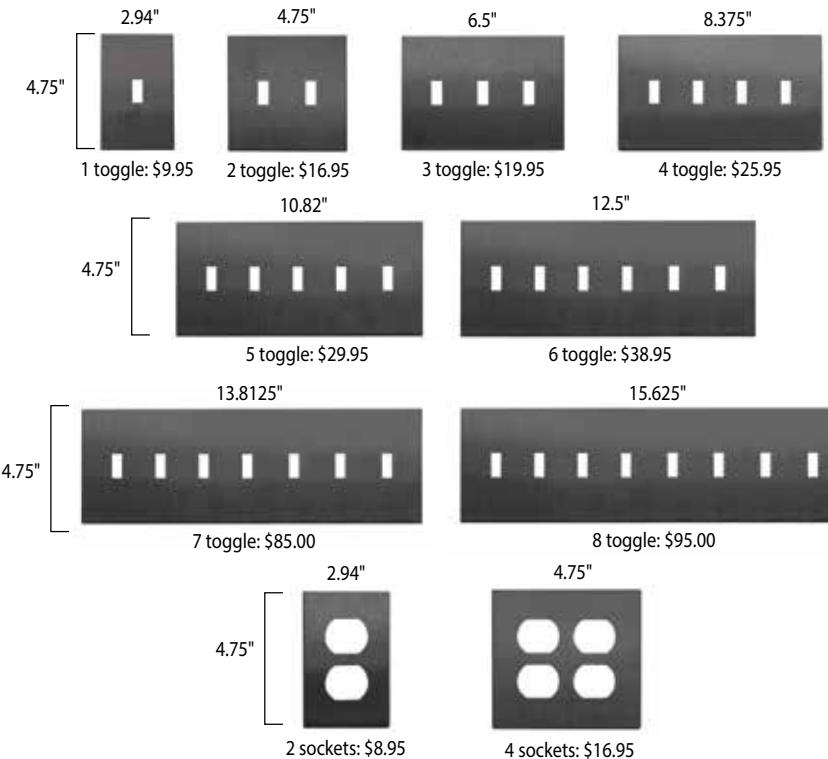 2.94" 4.75" 6.5" 8.375"
4.75"
1 toggle: $9.95 2 toggle: $16.95 3 toggle: $19.95 4 toggle: $25.95
10.82" 12.5"
4.75"
5 toggle: $29.95 6 toggle: $38.95
13.8125" 15.625"
4.75"
7 toggle: $85.00 8 toggle: $95.00
2.94" 4.75"
4.75"
2 sockets: $8.95 4 sockets: $16.95